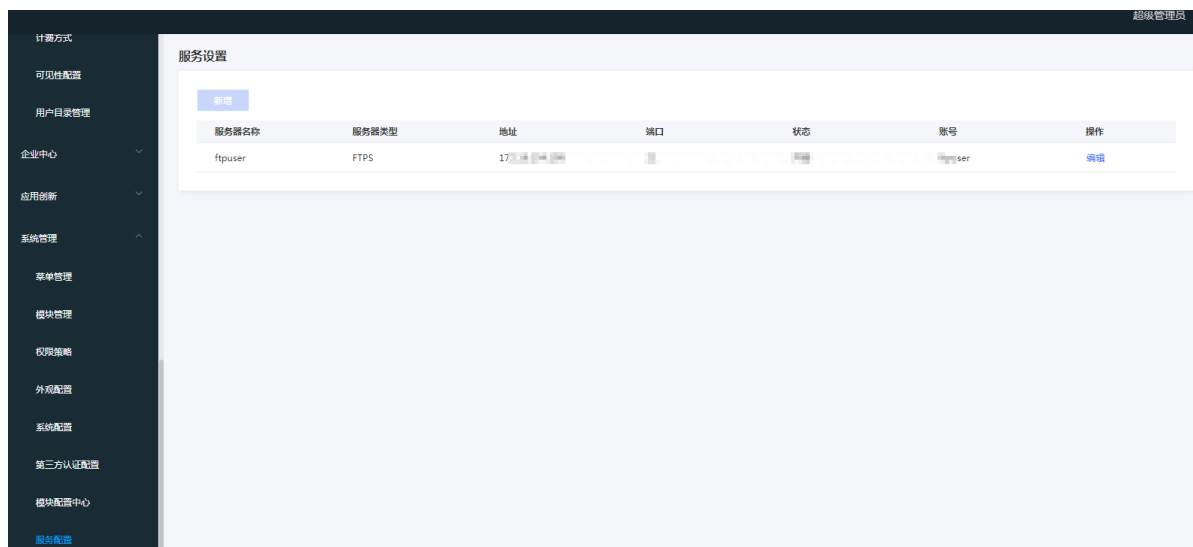 超级管理员
计费方式
可见性配置
用户目录管理
企业中心
应用创新
系统管理
菜单管理
模块管理
权限策略
外观配置
系统配置
第三方认证配置
模块配置中心
服务配置
服务设置
新增
服务器名称 服务器类型 地址 端口 状态 账号 操作
ftpuser FTPS 17 ser 编辑